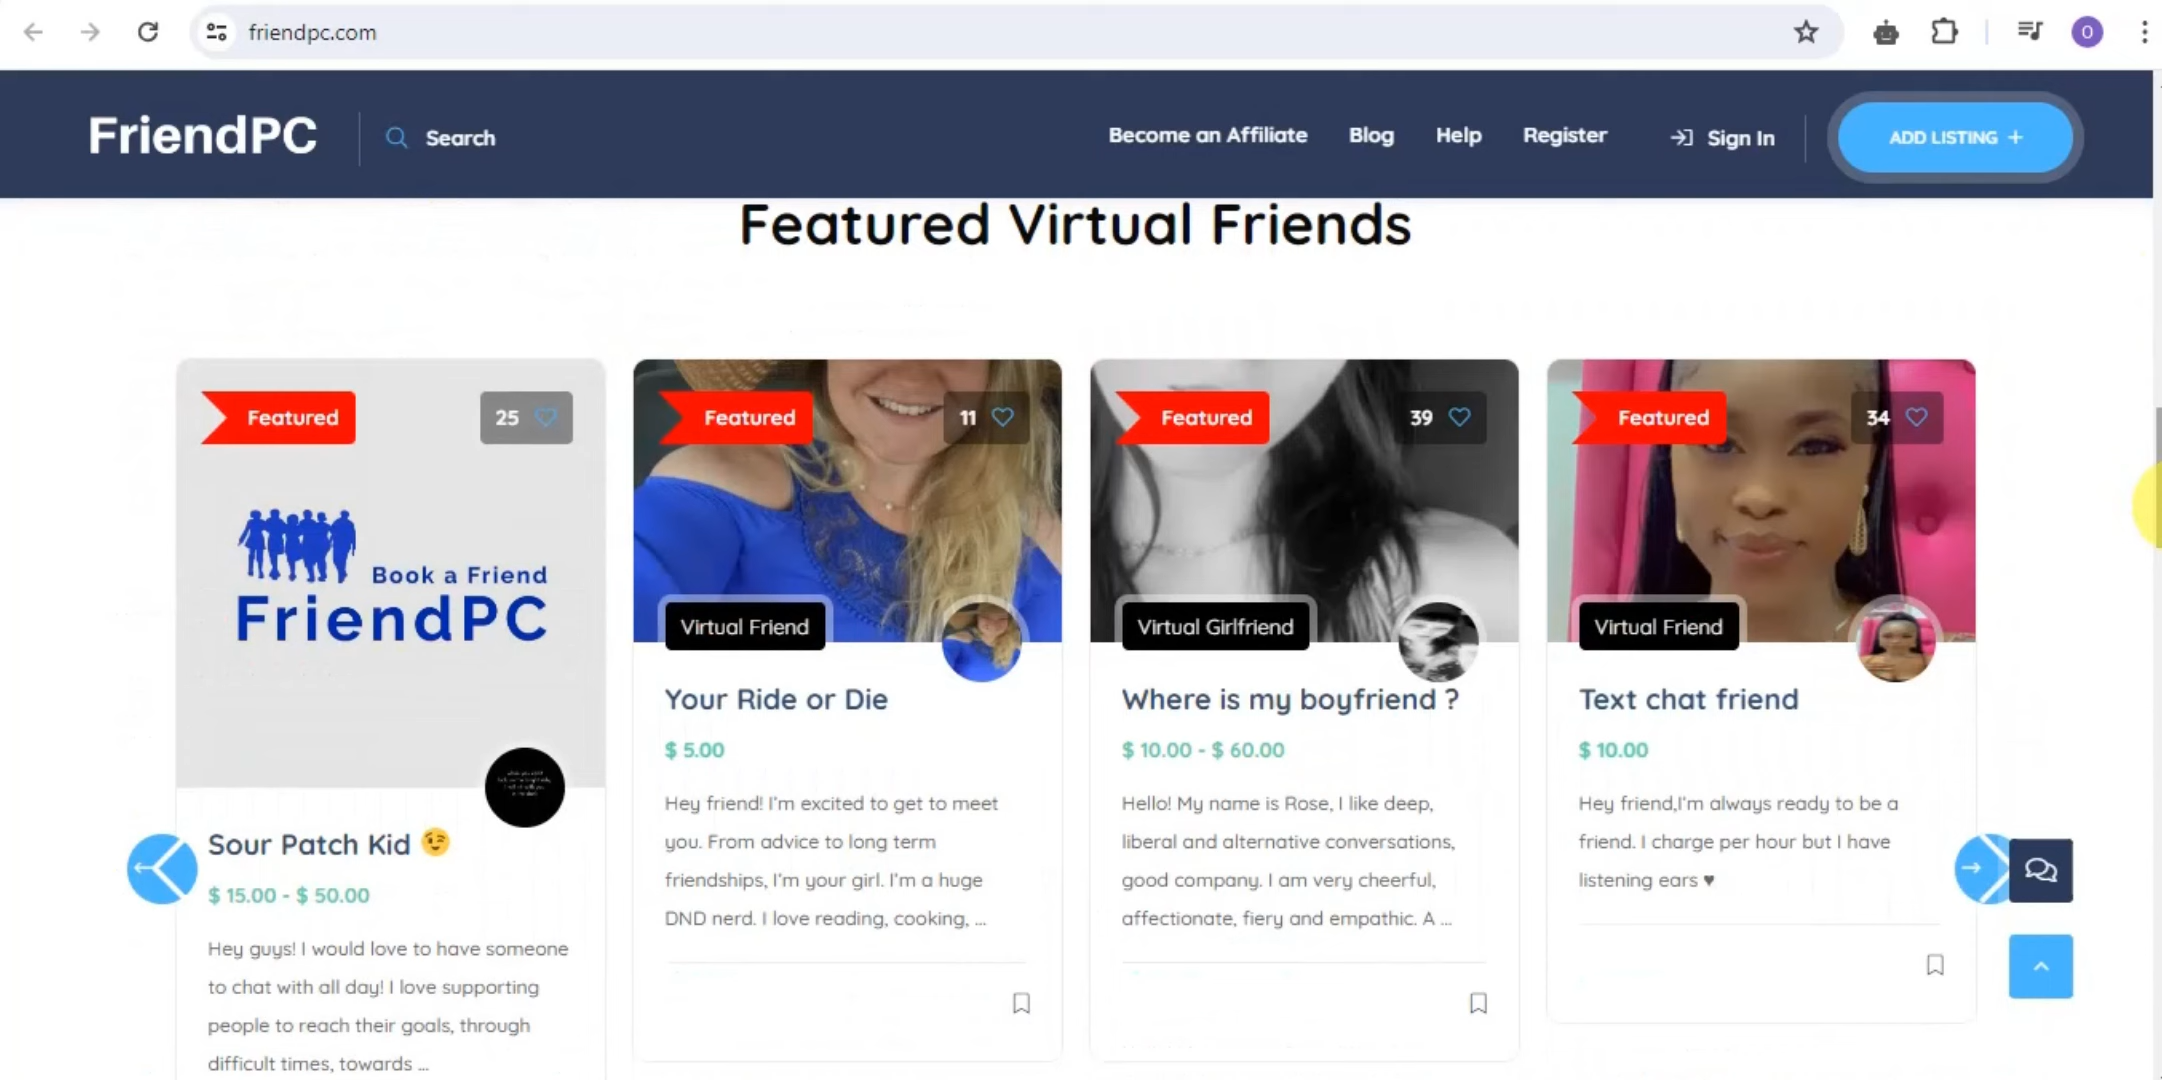 friendpc.com
O
FriendPC
Search
Become an Affiliate
Blog
Help
Register
Sign In
ADD LISTING +
Featured Virtual Friends
Featured
25
Book a Friend
FriendPC
Sour Patch Kid 😉
$ 15.00 - $ 50.00
Hey guys! I would love to have someone
to chat with all day! I love supporting
people to reach their goals, through
difficult times, towards ...
Featured
11
Virtual Friend
Your Ride or Die
$ 5.00
Hey friend! I'm excited to get to meet
you. From advice to long term
friendships, I'm your girl. I'm a huge
DND nerd. I love reading, cooking, ...
Featured
39
Virtual Girlfriend
Where is my boyfriend ?
$ 10.00 - $ 60.00
Hello! My name is Rose, I like deep,
liberal and alternative conversations,
good company. I am very cheerful,
affectionate, fiery and empathic. A ...
Featured
34
Virtual Friend
Text chat friend
$ 10.00
Hey friend,I'm always ready to be a
friend. I charge per hour but I have
listening ears ♥